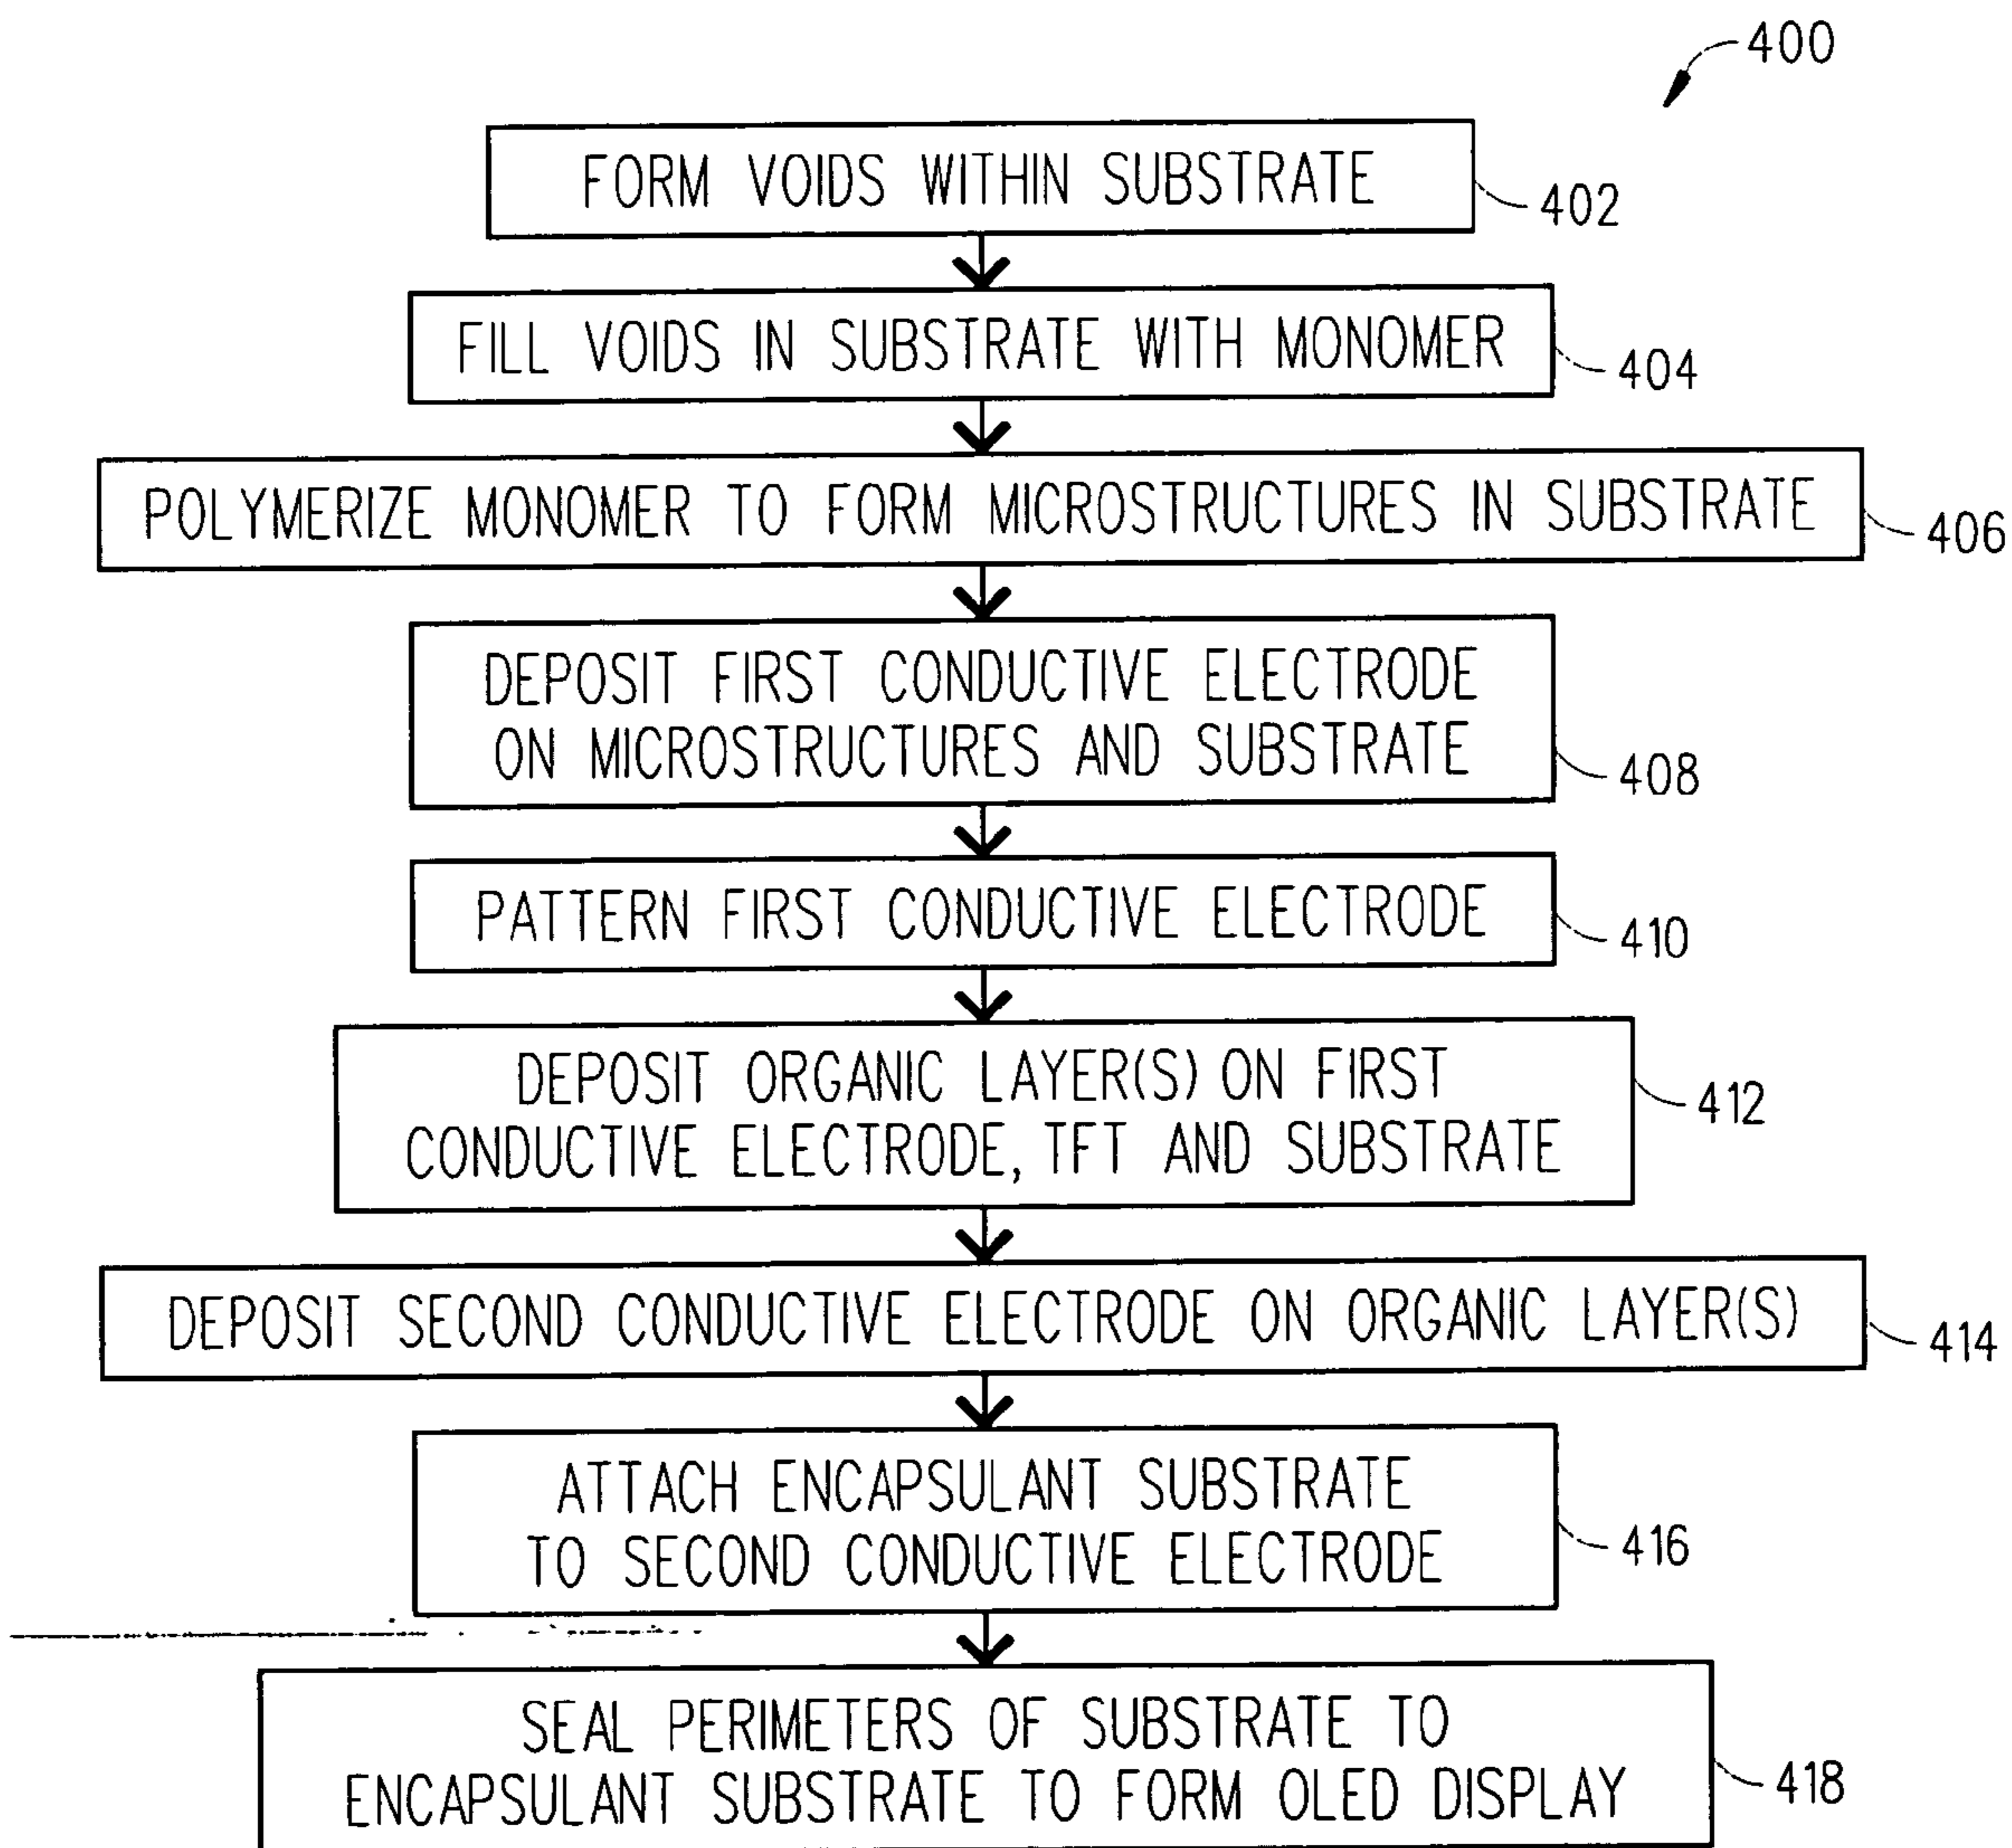 400
FORM VOIDS WITHIN SUBSTRATE
402
FILL VOIDS IN SUBSTRATE WITH MONOMER
404
POLYMERIZE MONOMER TO FORM MICROSTRUCTURES IN SUBSTRATE
406
DEPOSIT FIRST CONDUCTIVE ELECTRODE
ON MICROSTRUCTURES AND SUBSTRATE
408
PATTERN FIRST CONDUCTIVE ELECTRODE
410
DEPOSIT ORGANIC LAYER(S) ON FIRST
CONDUCTIVE ELECTRODE, TFT AND SUBSTRATE
412
DEPOSIT SECOND CONDUCTIVE ELECTRODE ON ORGANIC LAYER(S)
414
ATTACH ENCAPSULANT SUBSTRATE
TO SECOND CONDUCTIVE ELECTRODE
416
SEAL PERIMETERS OF SUBSTRATE TO
ENCAPSULANT SUBSTRATE TO FORM OLED DISPLAY
418